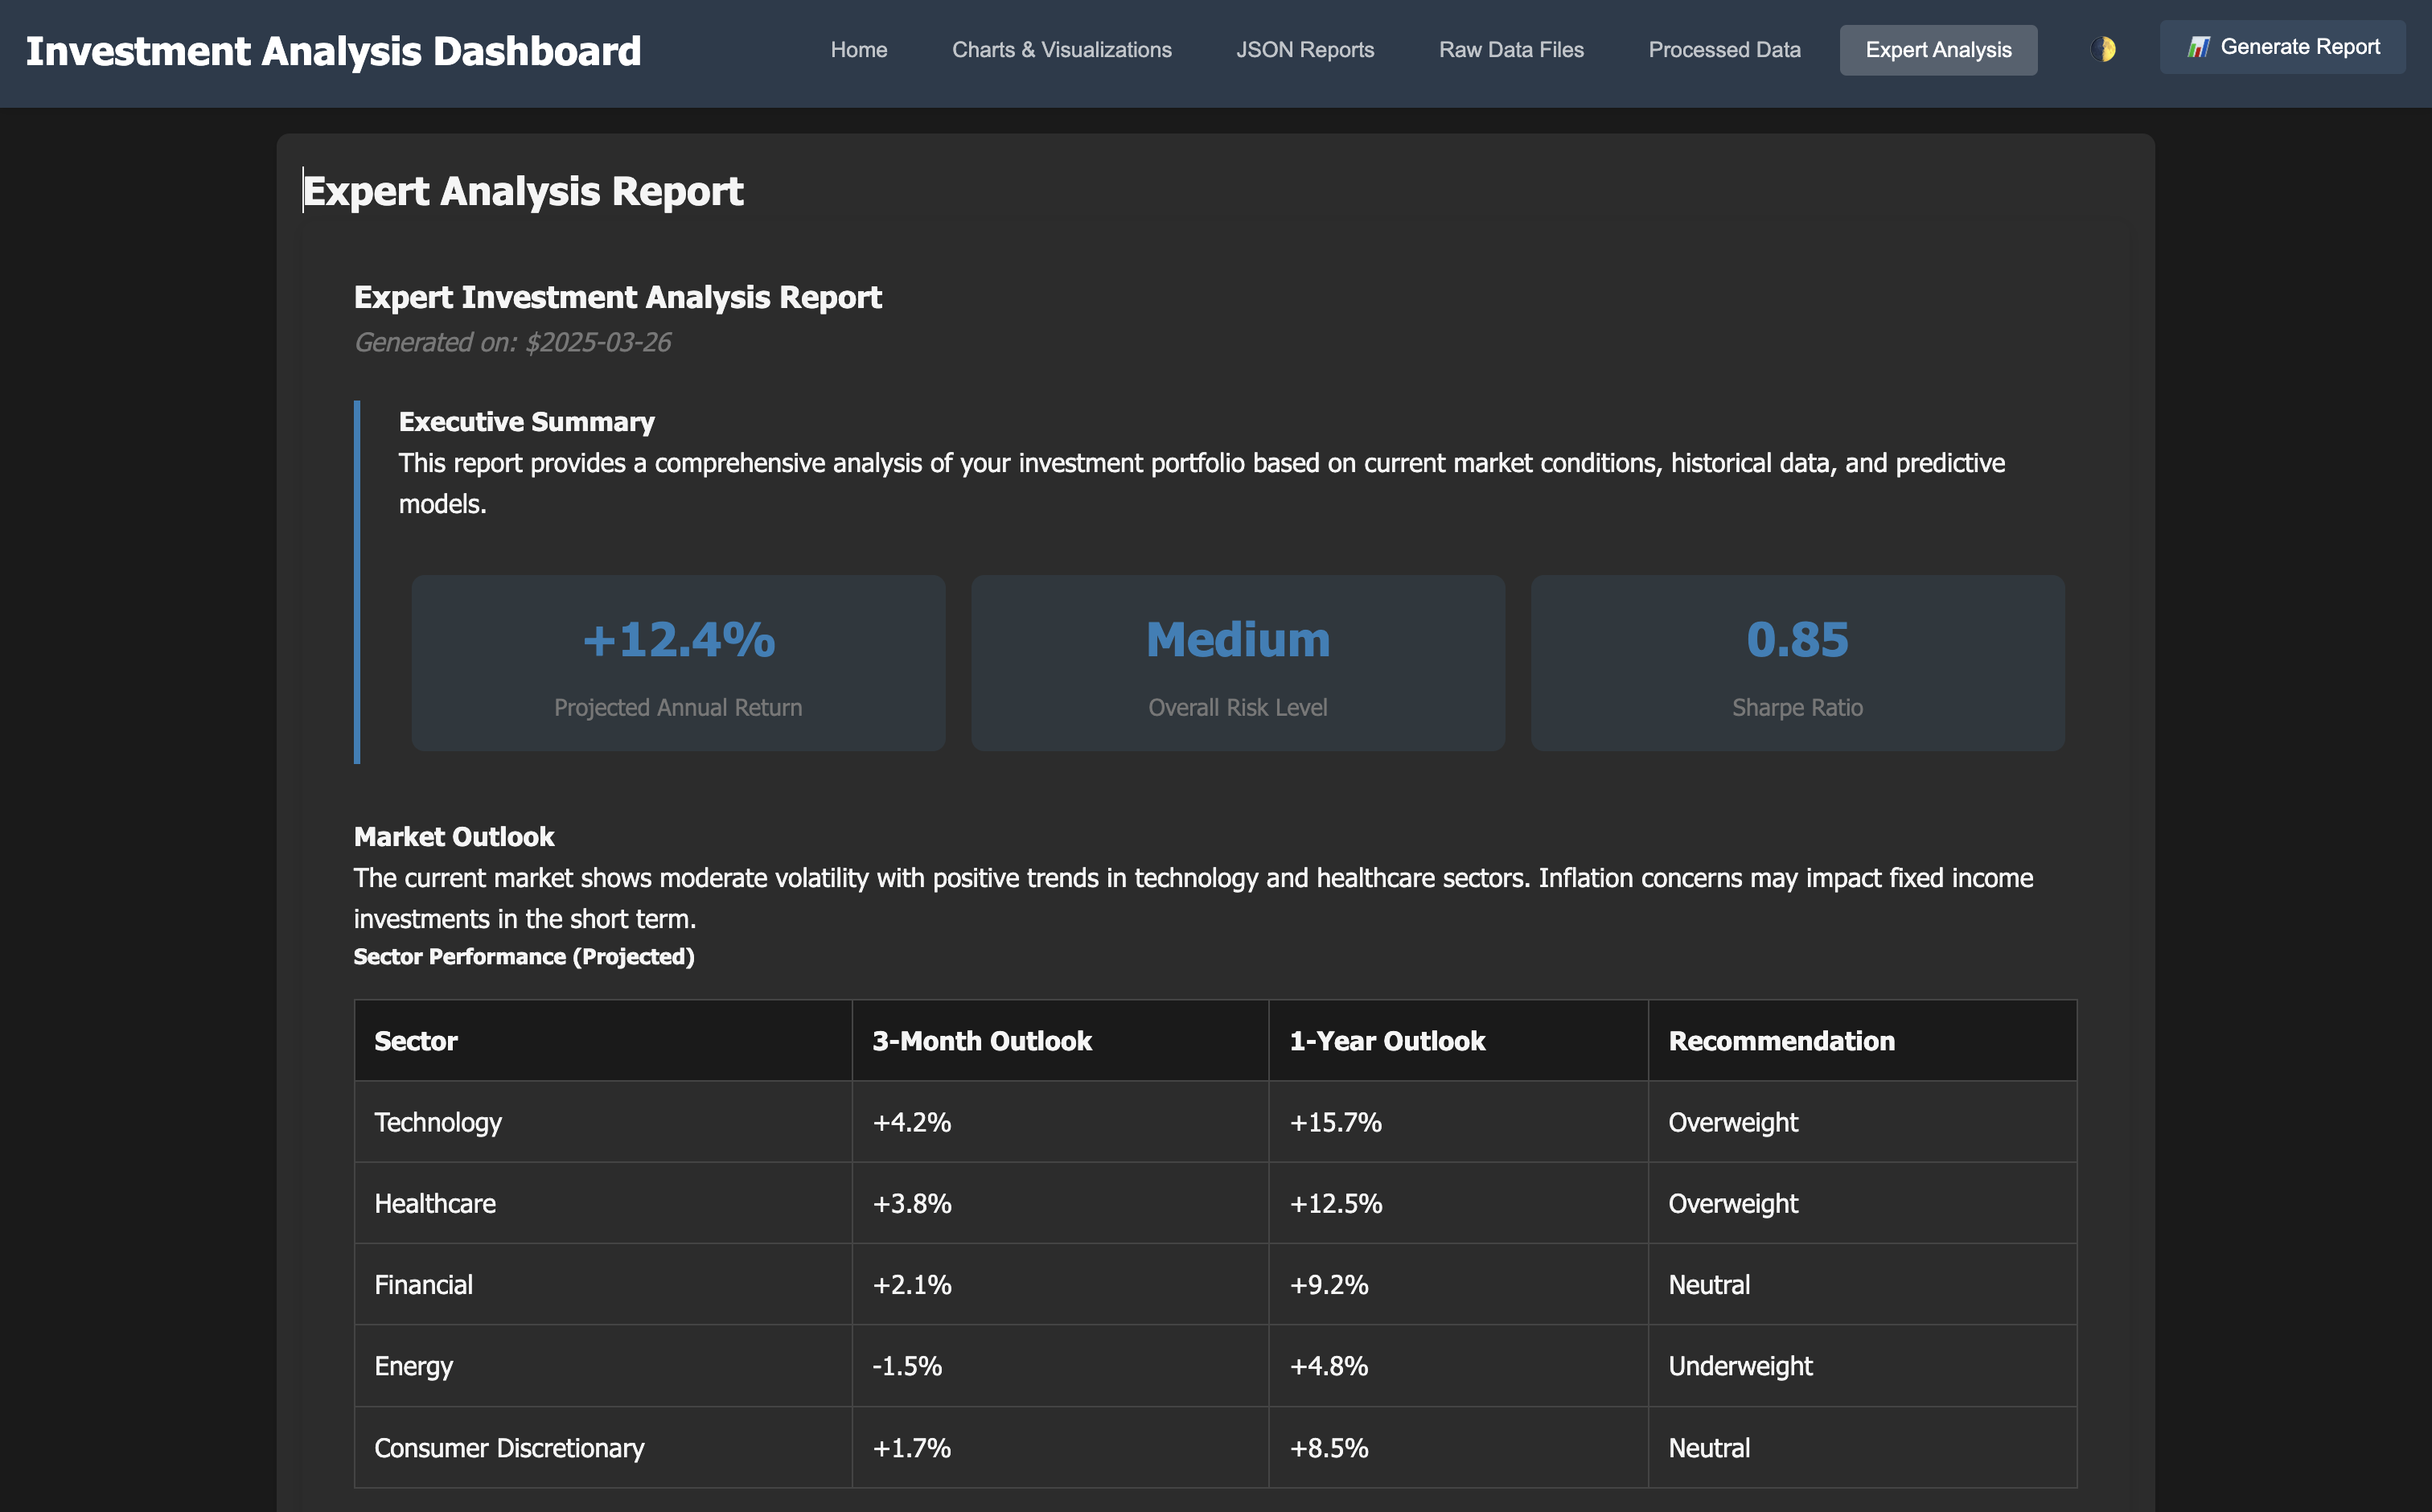 Investment Analysis Dashboard
Home Charts & Visualizations JSON Reports Raw Data Files Processed Data Expert Analysis Generate Report
Expert Analysis Report
Expert Investment Analysis Report
Generated on: $2025-03-26
Executive Summary
This report provides a comprehensive analysis of your investment portfolio based on current market conditions, historical data, and predictive
models.
+12.4% Medium 0.85
Projected Annual Return Overall Risk Level Sharpe Ratio
Market Outlook
The current market shows moderate volatility with positive trends in technology and healthcare sectors. Inflation concerns may impact fixed income
investments in the short term.
Sector Performance (Projected)
Sector 3-Month Outlook 1-Year Outlook Recommendation
Technology +4.2% +15.7% Overweight
Healthcare +3.8% +12.5% Overweight
Financial +2.1% +9.2% Neutral
Energy -1.5% +4.8% Underweight
Consumer Discretionary +1.7% +8.5% Neutral